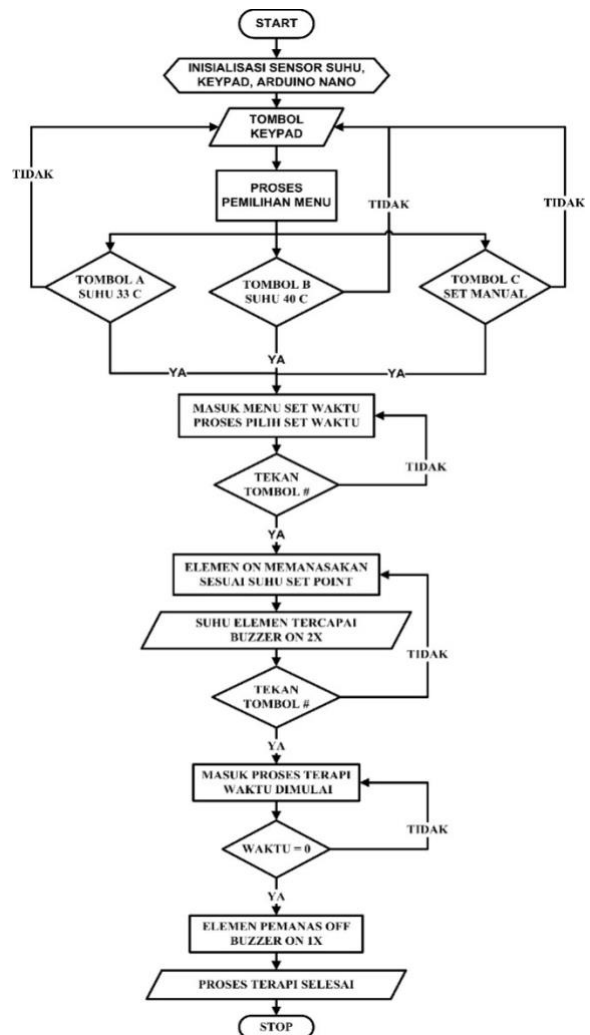 START
INISIALISASI SENSOR SUHU,
KEYPAD, ARDUINO NANO
TOMBOL
KEYPAD
TIDAK
PROSES
PEMILIHAN MENU
TIDAK
TIDAK
TOMBOL A
SUHU 33 C
TOMBOL B
SUHU 40 C
TOMBOL C
SET MANUAL
YA
YA
YA
MASUK MENU SET WAKTU
PROSES PILIH SET WAKTU
TIDAK
TEKAN
TOMBOL #
YA
ELEMEN ON MEMANASAKAN
SESUAI SUHU SET POINT
SUHU ELEMEN TERCAPAI
BUZZER ON 2X
TIDAK
TEKAN
TOMBOL #
YA
MASUK PROSES TERAPI
WAKTU DIMULAI
TIDAK
WAKTU = 0
YA
ELEMEN PEMANAS OFF
BUZZER ON 1X
PROSES TERAPI SELESAI
STOP